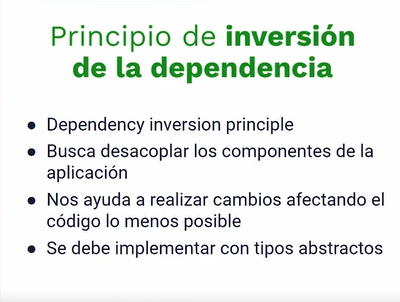 Principio de inversión
de la dependencia
● Dependency inversion principle
● Busca desacoplar los componentes de la
aplicación
● Nos ayuda a realizar cambios afectando el
código lo menos posible
● Se debe implementar con tipos abstractos